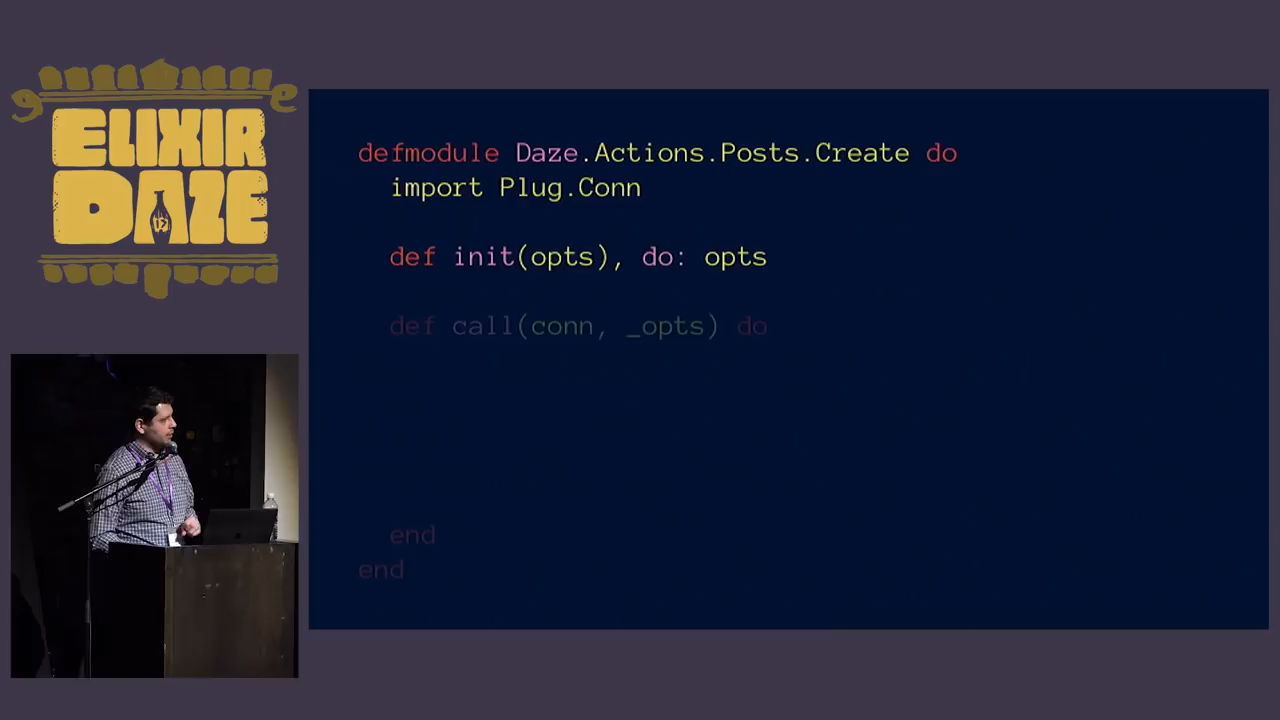 ELIXIR
DAZE
defmodule Daze.Actions.Posts.Create do
import Plug.Conn
def init(opts), do: opts
def call(conn, _opts) do
end
end